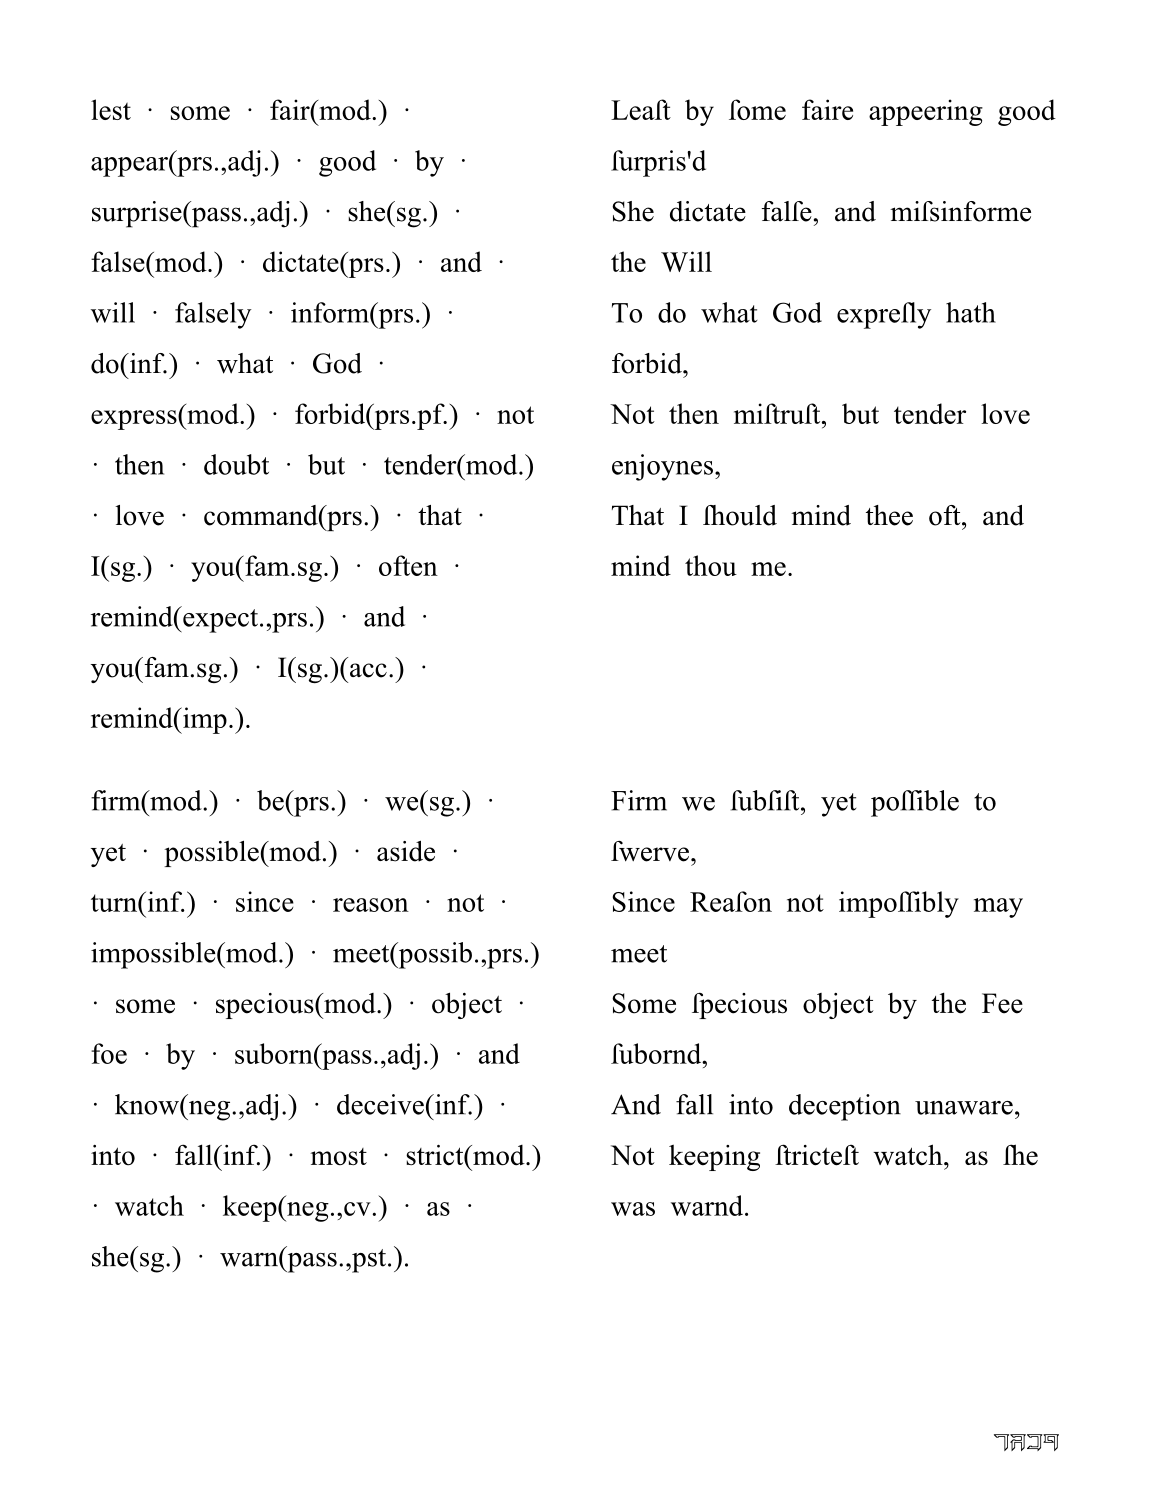 lest · some · fair(mod.) ·
appear(prs.,adj.) · good · by ·
surprise(pass.,adj.) · she(sg.) ·
false(mod.) · dictate(prs.) · and ·
will · falsely · inform(prs.) ·
do(inf.) · what · God ·
express(mod.) · forbid(prs.pf.) · not
· then · doubt · but · tender(mod.)
· love · command(prs.) · that ·
I(sg.) · you(fam.sg.) · often ·
remind(expect.,prs.) · and ·
you(fam.sg.) · I(sg.)(acc.) ·
remind(imp.).
Leaſt by ſome faire appeering good
ſurpris'd
She dictate falſe, and miſsinforme
the Will
To do what God expreſly hath
forbid,
Not then miſtruſt, but tender love
enjoynes,
That I ſhould mind thee oft, and
mind thou me.
firm(mod.) · be(prs.) · we(sg.) ·
yet · possible(mod.) · aside ·
turn(inf.) · since · reason · not ·
impossible(mod.) · meet(possib.,prs.)
· some · specious(mod.) · object ·
foe · by · suborn(pass.,adj.) · and
· know(neg.,adj.) · deceive(inf.) ·
into · fall(inf.) · most · strict(mod.)
· watch · keep(neg.,cv.) · as ·
she(sg.) · warn(pass.,pst.).
Firm we ſubſiſt, yet poſſible to
ſwerve,
Since Reaſon not impoſſibly may
meet
Some ſpecious object by the Fee
ſubornd,
And fall into deception unaware,
Not keeping ſtricteſt watch, as ſhe
was warnd.